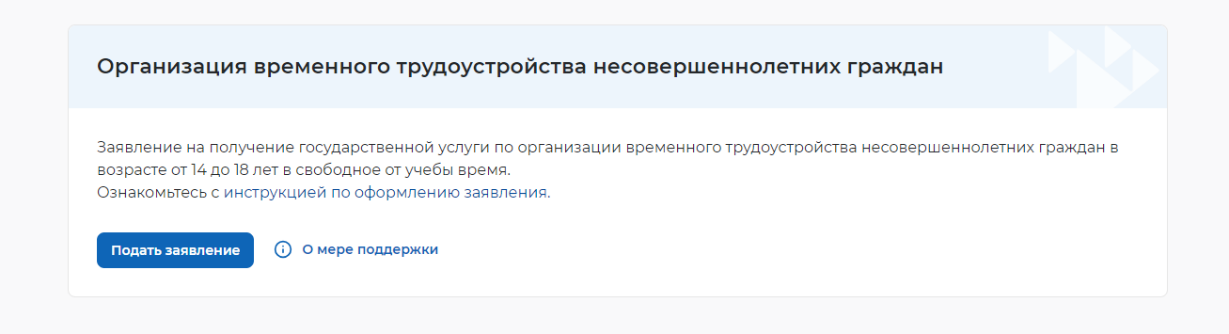 Организация временного трудоустройства несовершеннолетних граждан
Заявление на получение государственной услуги по организации временного трудоустройства несовершеннолетних граждан в
возрасте от 14 до 18 лет в свободное от учебы время.
Ознакомьтесь с инструкцией по оформлению заявления.
Подать заявление
О мере поддержки